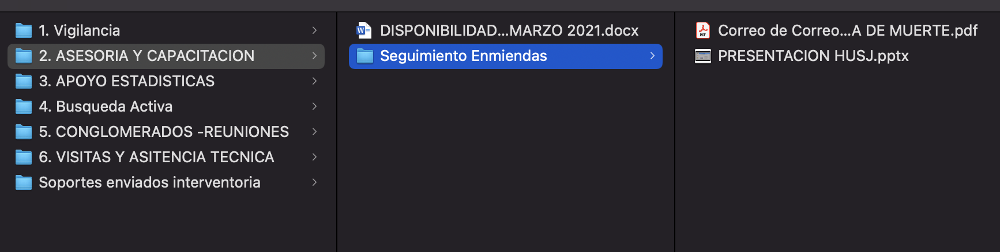 1. Vigilancia
2. ASESORIA Y CAPACITACION
3. APOYO ESTADISTICAS
4. Busqueda Activa
5. CONGLOMERADOS -REUNIONES
6. VISITAS Y ASITENCIA TECNICA
Soportes enviados interventoria
DISPONIBILIDAD...MARZO 2021.docx
Seguimiento Enmiendas
Correo de Correo...A DE MUERTE.pdf
PRESENTACION HUSJ.pptx